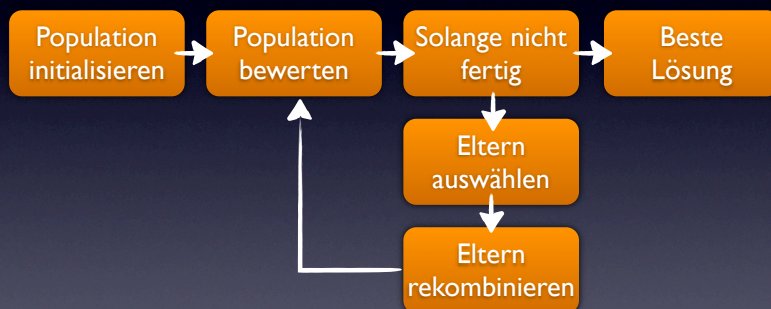 Population
initialisieren
Population
bewerten
Solange nicht
fertig
Beste
Lösung
Eltern
auswählen
Eltern
rekombinieren